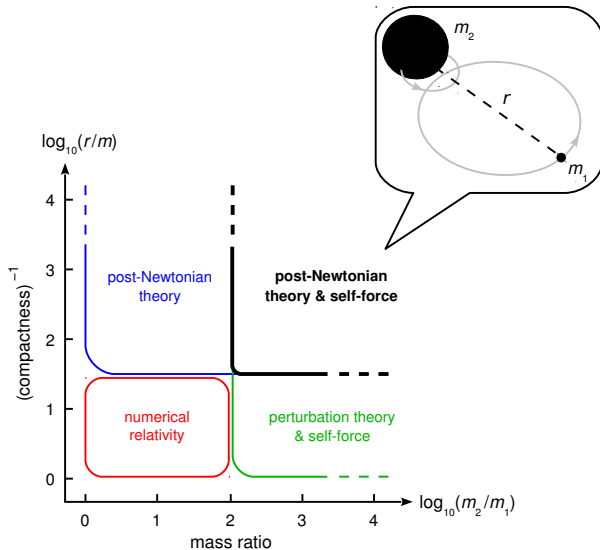 m₂
r
m₁
log₁₀(r/m)
4
3
2
1
0
(compactness)⁻¹
post-Newtonian
theory
post-Newtonian
theory & self-force
numerical
relativity
perturbation theory
& self-force
0 1 2 3 4
log₁₀(m₂/m₁)
mass ratio